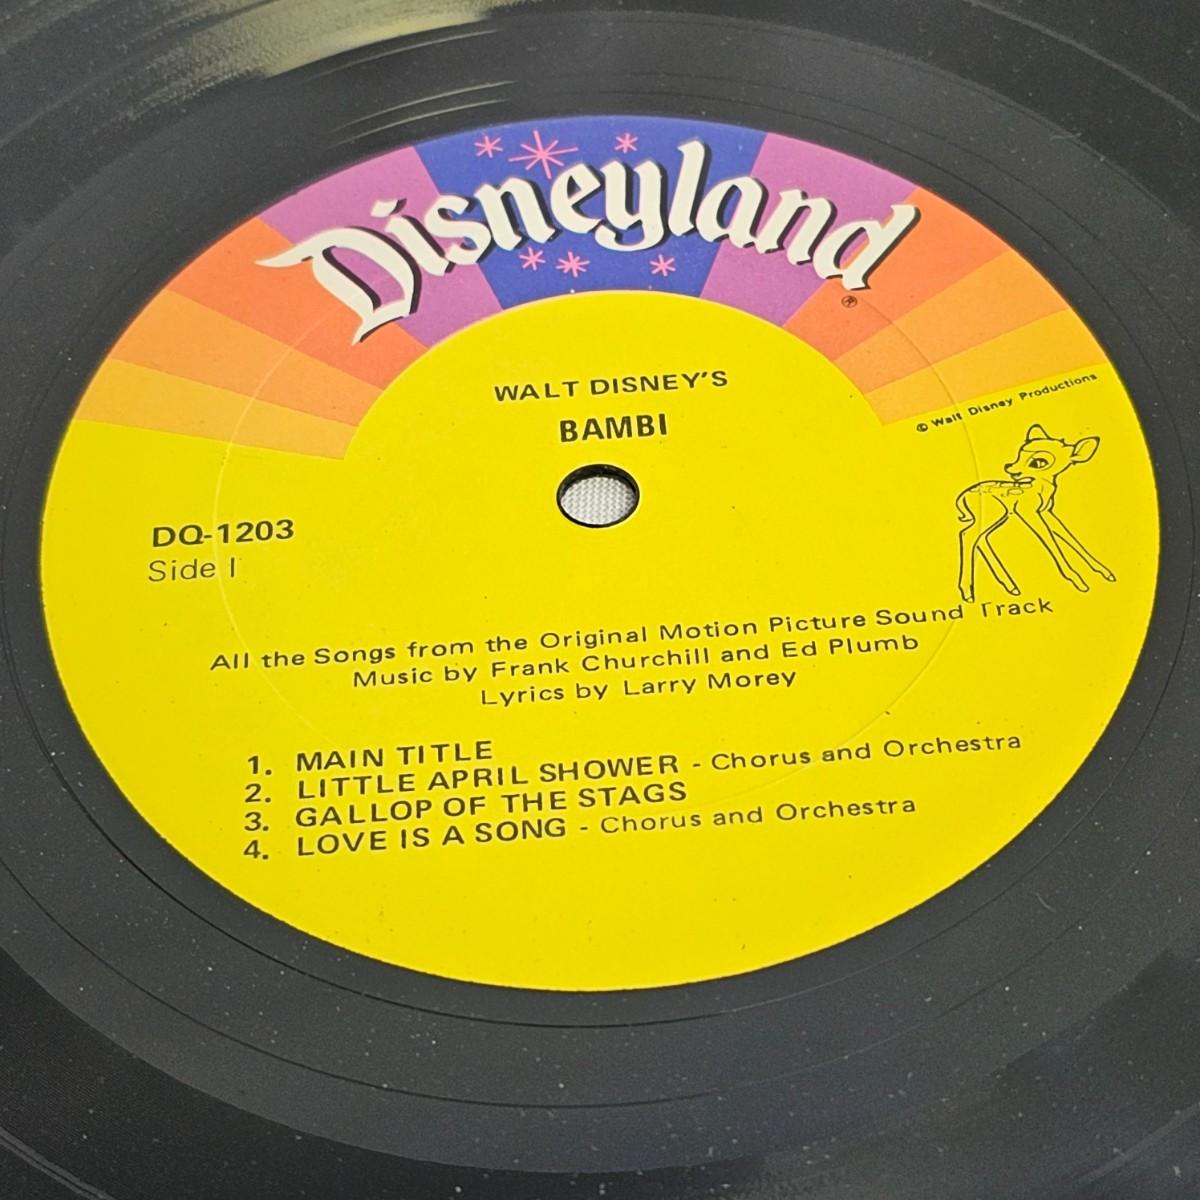 Disneyland
®
WALT DISNEY'S
BAMBI
© Walt Disney Productions
DQ-1203
Side I
All the Songs from the Original Motion Picture Sound Track
Music by Frank Churchill and Ed Plumb
Lyrics by Larry Morey
1. MAIN TITLE
2. LITTLE APRIL SHOWER - Chorus and Orchestra
3. GALLOP OF THE STAGS
4. LOVE IS A SONG - Chorus and Orchestra